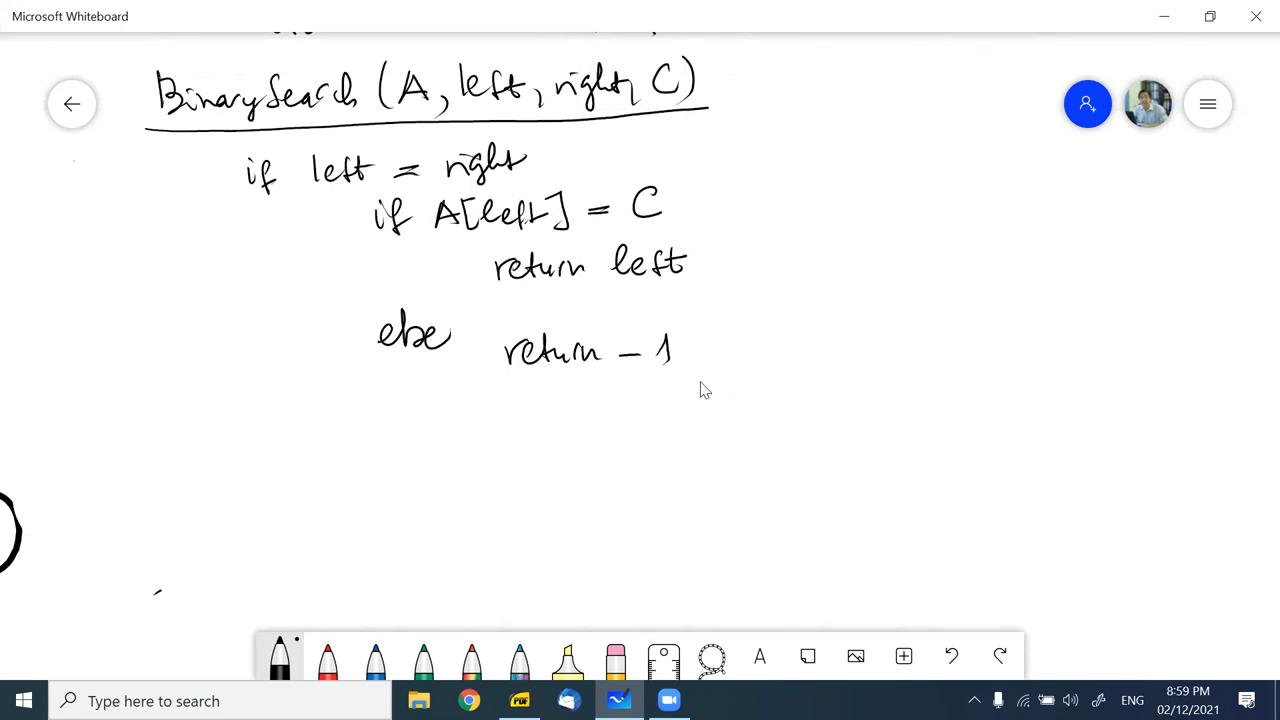 Microsoft Whiteboard
BinarySearch (A, left, right, C)
if left = right
if A[left] = C
return left
else return - 1
A
PDF
Type here to search
ENG
8:59 PM
02/12/2021